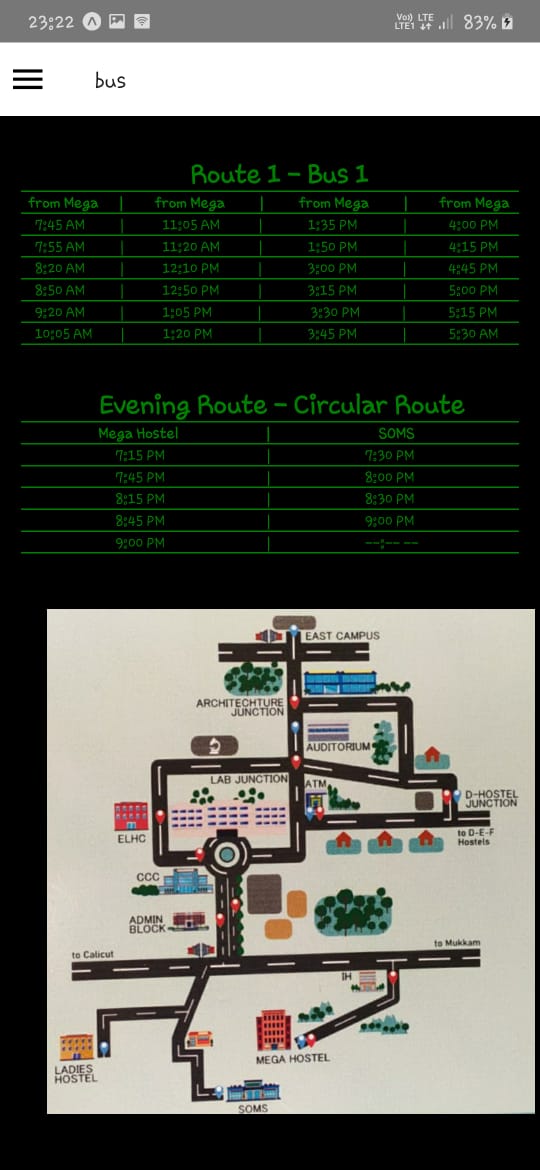 23:22
Vo)) LTE
LTE1
83%
bus
Route 1 - Bus 1
from Mega | from Mega | from Mega | from Mega
7:45 AM | 11:05 AM | 1:35 PM | 4:00 PM
7:55 AM | 11:20 AM | 1:50 PM | 4:15 PM
8:20 AM | 12:10 PM | 3:00 PM | 4:45 PM
8:50 AM | 12:50 PM | 3:15 PM | 5:00 PM
9:20 AM | 1:05 PM | 3:30 PM | 5:15 PM
10:05 AM | 1:20 PM | 3:45 PM | 5:30 AM
Evening Route - Circular Route
Mega Hostel | SOMS
7:15 PM | 7:30 PM
7:45 PM | 8:00 PM
8:15 PM | 8:30 PM
8:45 PM | 9:00 PM
9:00 PM | --:-- --
EAST CAMPUS
ARCHITECHTURE
JUNCTION
AUDITORIUM
LAB JUNCTION
ATM
D-HOSTEL
JUNCTION
to D-E-F
Hostels
ELHC
CCC
ADMIN
BLOCK
to Calicut
to Mukkam
IH
MEGA HOSTEL
LADIES
HOSTEL
SOMS